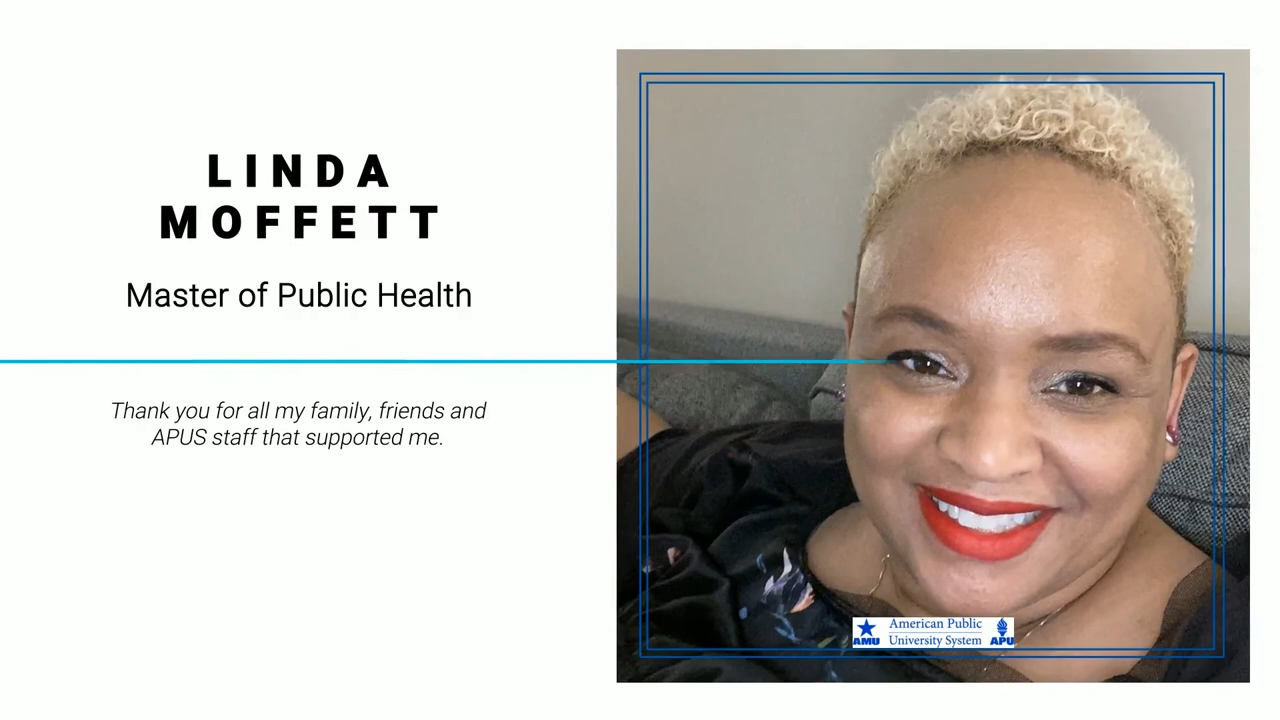 LINDA
MOFFETT
Master of Public Health
Thank you for all my family, friends and
APUS staff that supported me.
AMU
American Public
University System
APU